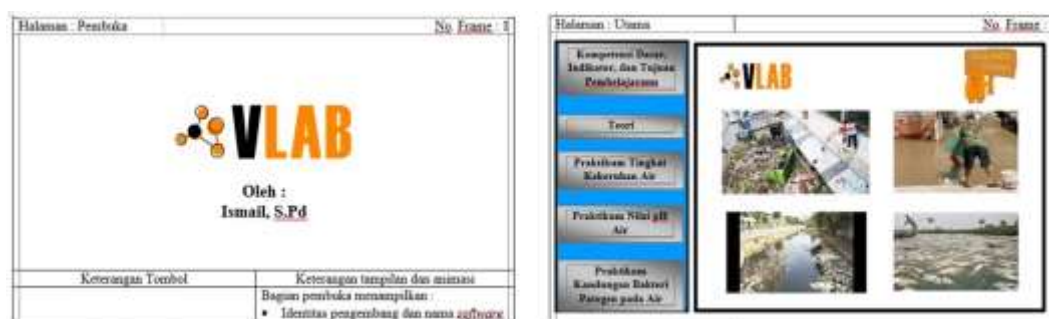 Halaman : Pembuka
No. Frame : 1
VLAB
Oleh :
Ismail, S.Pd
Keterangan Tombol
Keterangan tampilan dan animasi
Bagian pembuka menampilkan :
• Identitas pengembang dan nama software
Halaman : Utama
No. Frame :
Kompetensi Dasar,
Indikator, dan Tujuan
Pembelajaran
Teori
Praktikum Tingkat
Kekeruhan Air
Praktikum Nilai pH
Air
Praktikum
Kandungan Bakteri
Patogen pada Air
VLAB